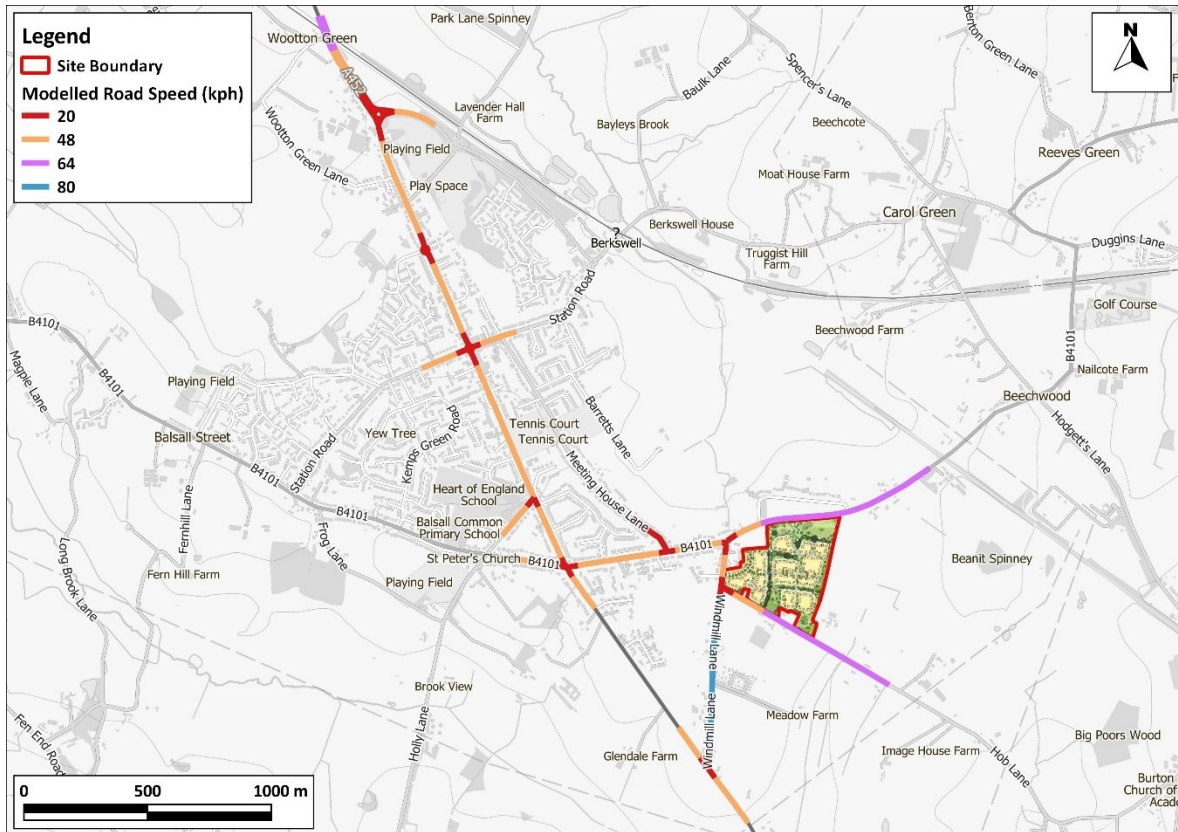 Legend
Site Boundary
Modelled Road Speed (kph)
20
48
64
80
N
Park Lane Spinney
Wootton Green
A452
Lavender Hall
Farm
Baulk Lane
Spencer's Lane
Benton Green Lane
Bayleys Brook
Beechcote
Reeves Green
Wootton Green Lane
Playing Field
Play Space
Moat House Farm
Carol Green
Berkswell House
?
Berkswell
Truggist Hill
Farm
Duggins Lane
Station Road
Golf Course
B4101
Magpie Lane
B4101
Beechwood Farm
B4101
Nailcote Farm
Playing Field
Beechwood
Balsall Street
Yew Tree
Kemps Green Road
Tennis Court
Tennis Court
Barretts Lane
Hodgett's Lane
Station Road
B4101
Meeting House Lane
Heart of England
School
B4101
Balsall Common
Primary School
Fernhill Lane
Frog Lane
St Peter's Church
B4101
B4101
Beanit Spinney
Long Brook Lane
Fern Hill Farm
Playing Field
Windmill Lane
Brook View
Meadow Farm
Fen End Road
Holly Lane
Glendale Farm
Windmill Lane
Image House Farm
Hob Lane
Big Poors Wood
Burton
Church of
Acade
0 500 1000 m